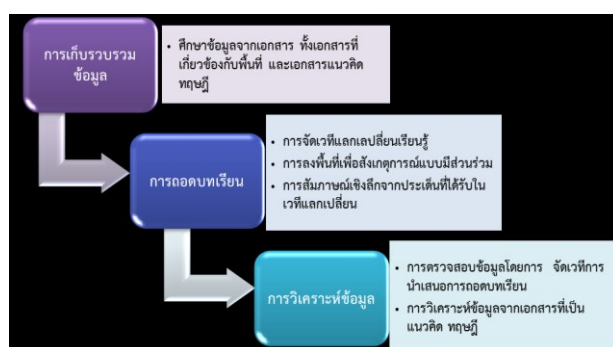 การเก็บรวบรวม
ข้อมูล
• ศึกษาข้อมูลจากเอกสาร ทั้งเอกสารที่
เกี่ยวข้องกับพื้นที่ และเอกสารแนวคิด
ทฤษฎี
การถอดบทเรียน
• การจัดเวทีแลกเลเปลี่ยนเรียนรู้
• การลงพื้นที่เพื่อสังเกตุการณ์แบบมีส่วนร่วม
• การสัมภาษณ์เชิงลึกจากประเด็นที่ได้รับใน
เวทีแลกเปลี่ยน
การวิเคราะห์ข้อมูล
• การตรวจสอบข้อมูลโดยการ จัดเวทีการ
นำเสนอการถอดบทเรียน
• การวิเคราะห์ข้อมูลจากเอกสารที่เป็น
แนวคิด ทฤษฎี